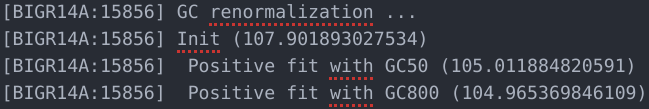 [BIGR14A:15856] GC renormalization ...
[BIGR14A:15856] Init (107.901893027534)
[BIGR14A:15856]  Positive fit with GC50 (105.011884820591)
[BIGR14A:15856]  Positive fit with GC800 (104.965369846109)